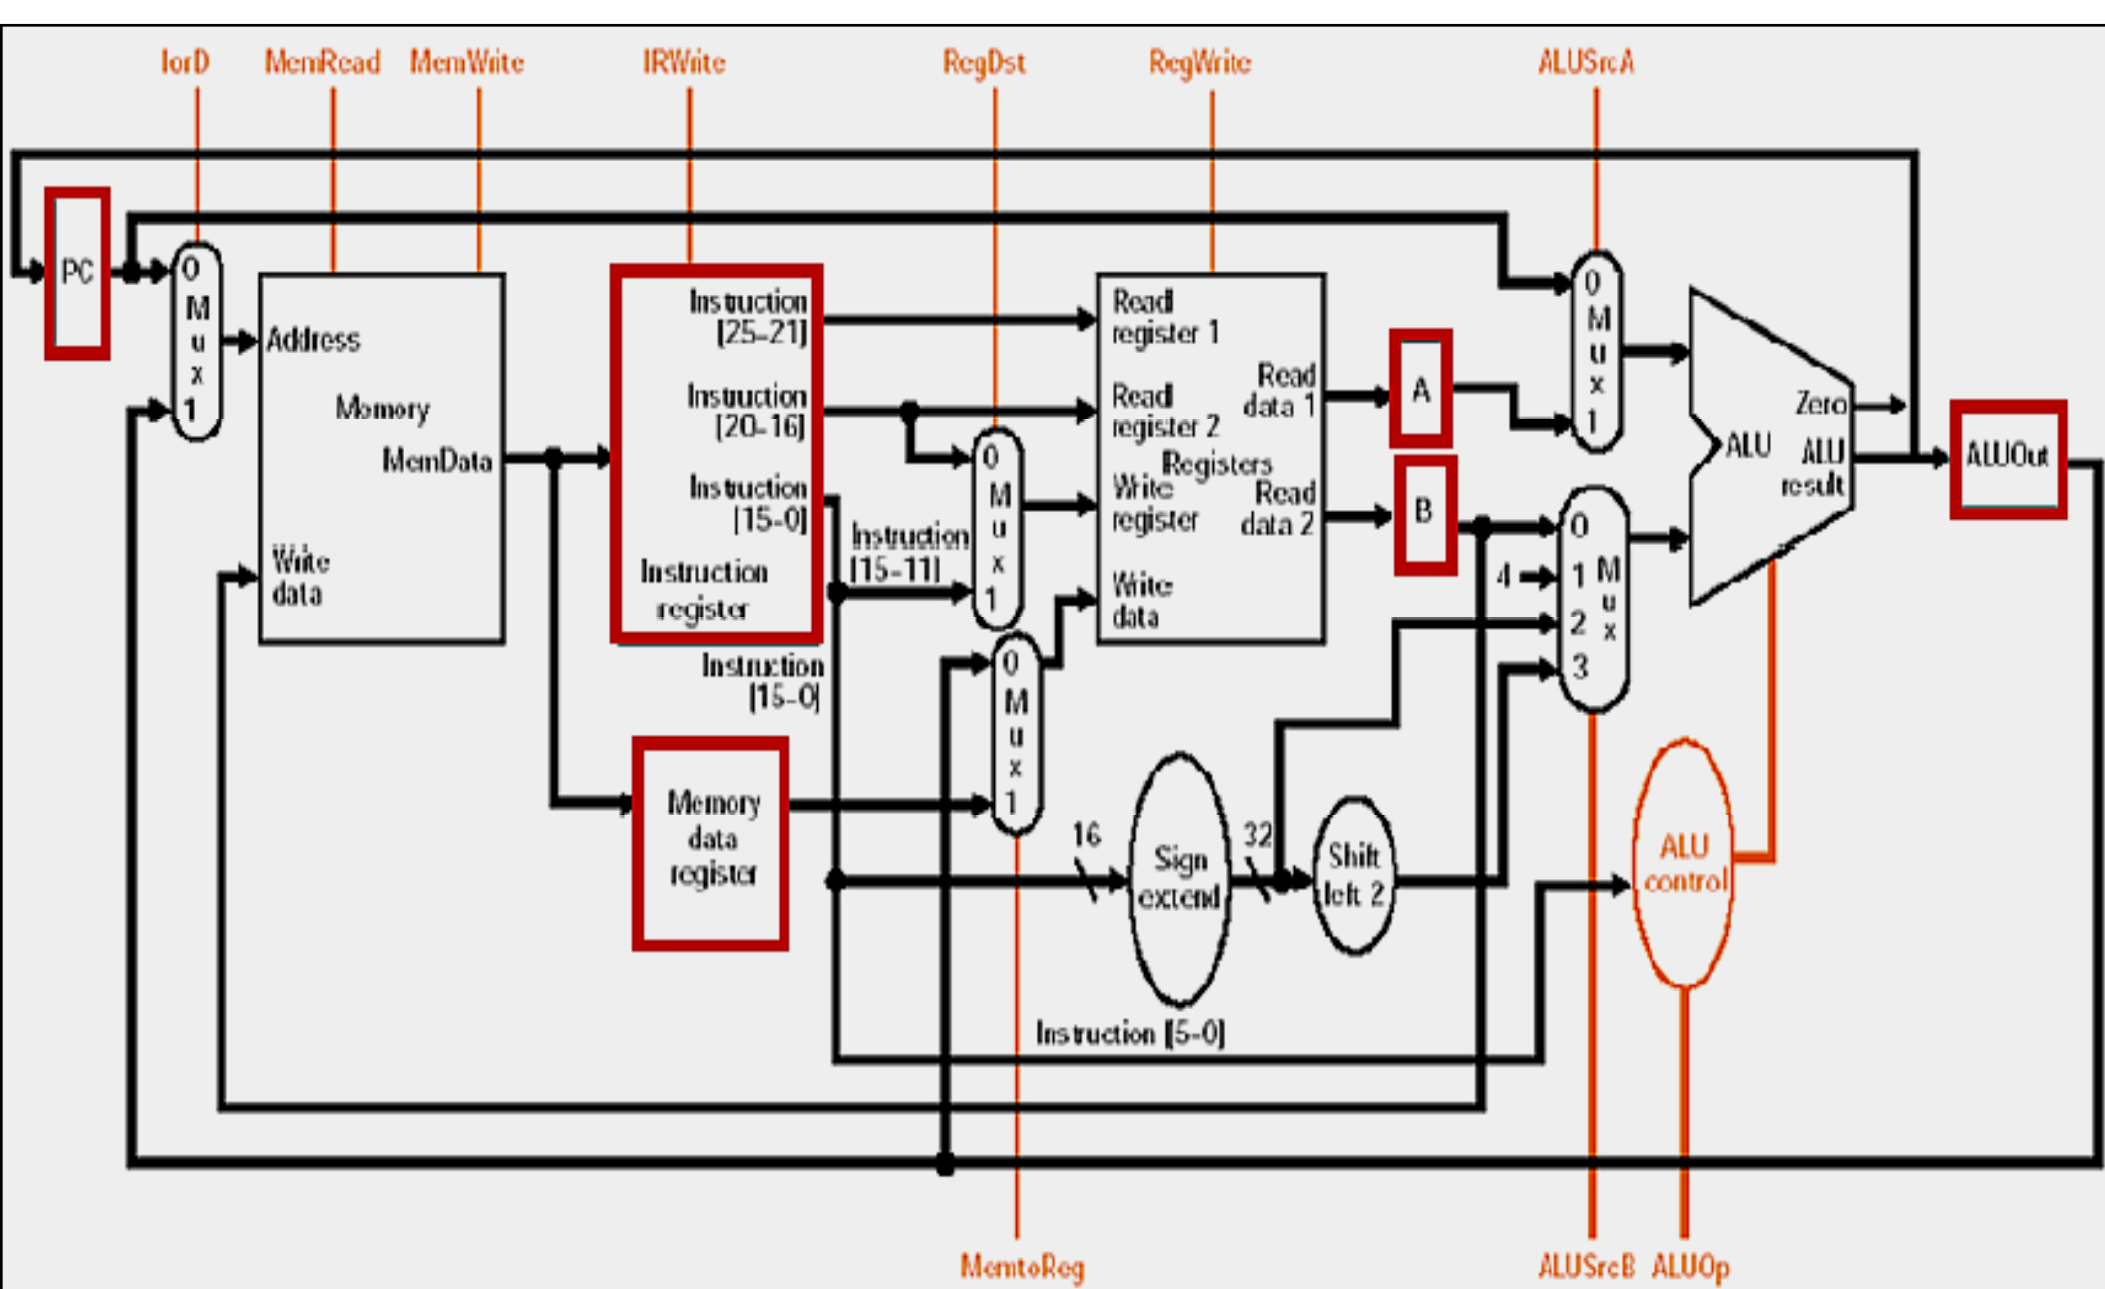 IorD
MemRead
MemWrite
IRWrite
RegDst
RegWrite
ALUSrcA
PC
0
M
u
x
1
Address
Memory
MemData
Write
data
Instruction
[25–21]
Instruction
[20–16]
Instruction
[15–0]
Instruction
register
Instruction
[15–0]
Instruction
[15–11]
Memory
data
register
0
M
u
x
1
0
M
u
x
1
Read
register 1
Read
register 2
Registers
Write
register
Write
data
Read
data 1
Read
data 2
16
Sign
extend
32
Shift
left 2
Instruction [5–0]
A
B
4
0
M
u
x
1
0
1
2
3
M
u
x
ALU
Zero
ALU
result
ALUOut
ALU
control
MemtoReg
ALUSrcB
ALUOp